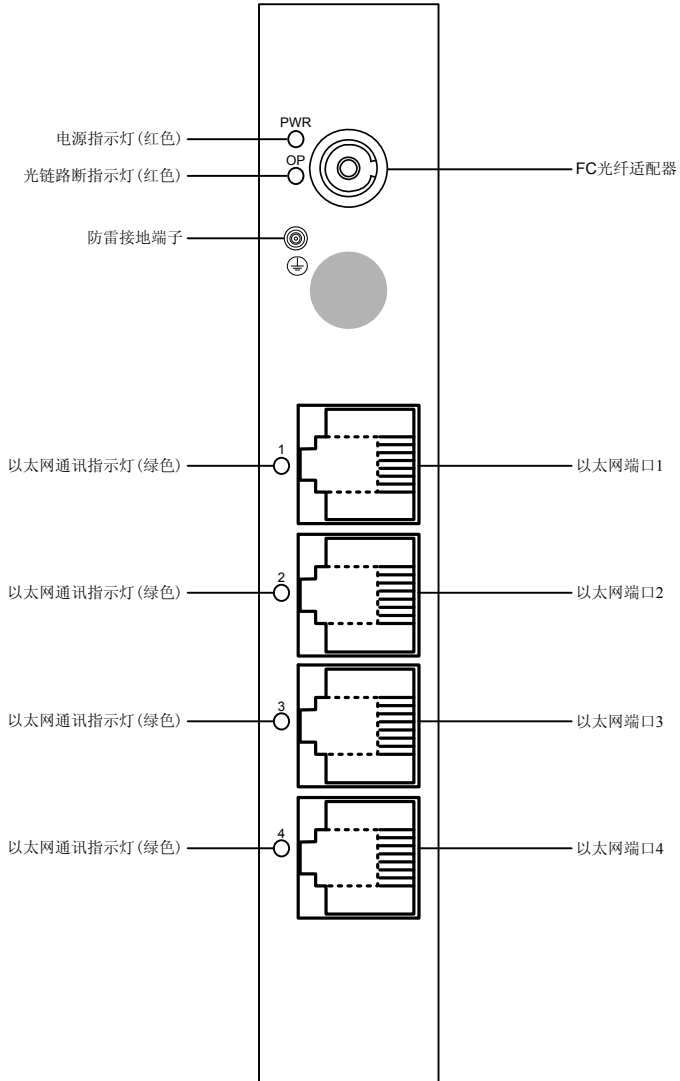 PWR
电源指示灯(红色)
OP
光链路断指示灯(红色)
FC光纤适配器
防雷接地端子
1
以太网通讯指示灯(绿色)
以太网端口1
2
以太网通讯指示灯(绿色)
以太网端口2
3
以太网通讯指示灯(绿色)
以太网端口3
4
以太网通讯指示灯(绿色)
以太网端口4